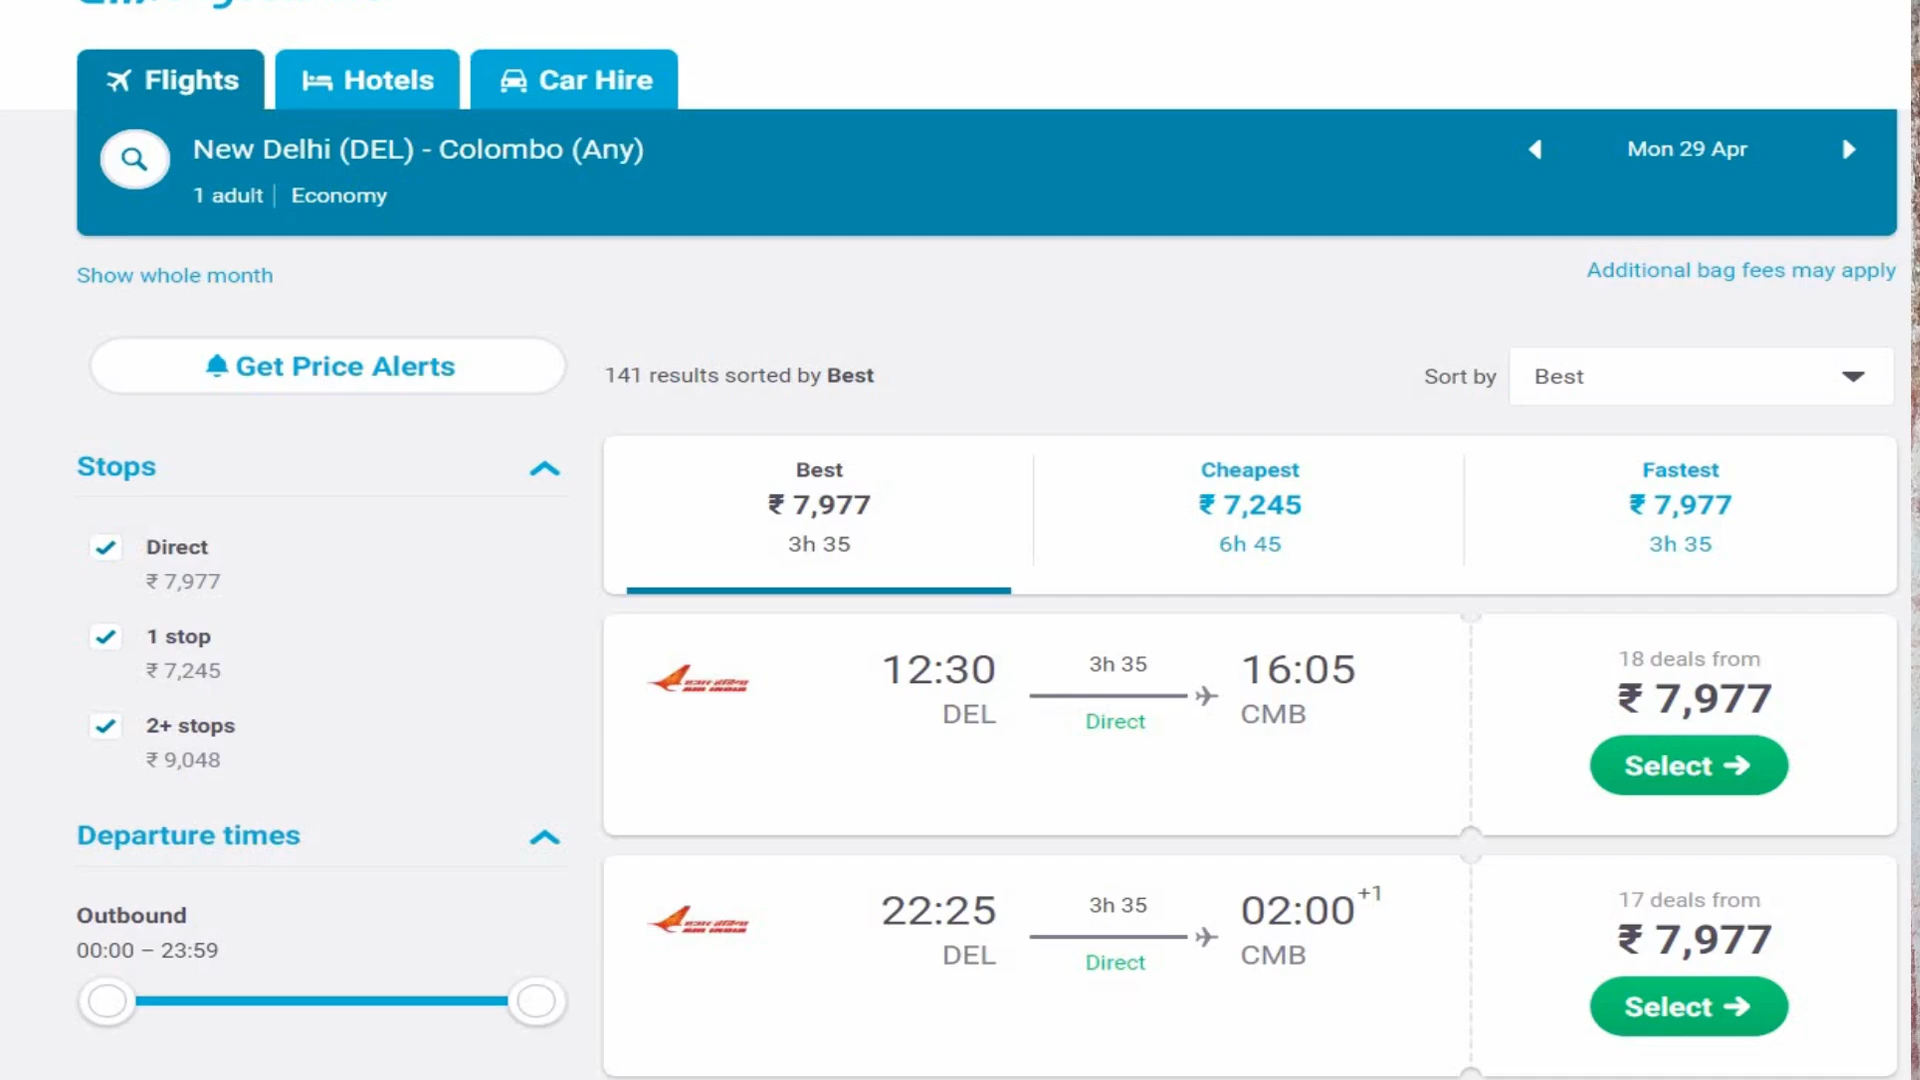 Flights
Hotels
Car Hire
New Delhi (DEL) - Colombo (Any)
Mon 29 Apr
1 adult | Economy
Show whole month
Additional bag fees may apply
Get Price Alerts
141 results sorted by Best
Sort by
Best
Stops
Direct
₹ 7,977
1 stop
₹ 7,245
2+ stops
₹ 9,048
Departure times
Outbound
00:00 – 23:59
Best
₹ 7,977
3h 35
Cheapest
₹ 7,245
6h 45
Fastest
₹ 7,977
3h 35
AIR INDIA
12:30
DEL
3h 35
Direct
16:05
CMB
18 deals from
₹ 7,977
Select
AIR INDIA
22:25
DEL
3h 35
Direct
02:00 +1
CMB
17 deals from
₹ 7,977
Select